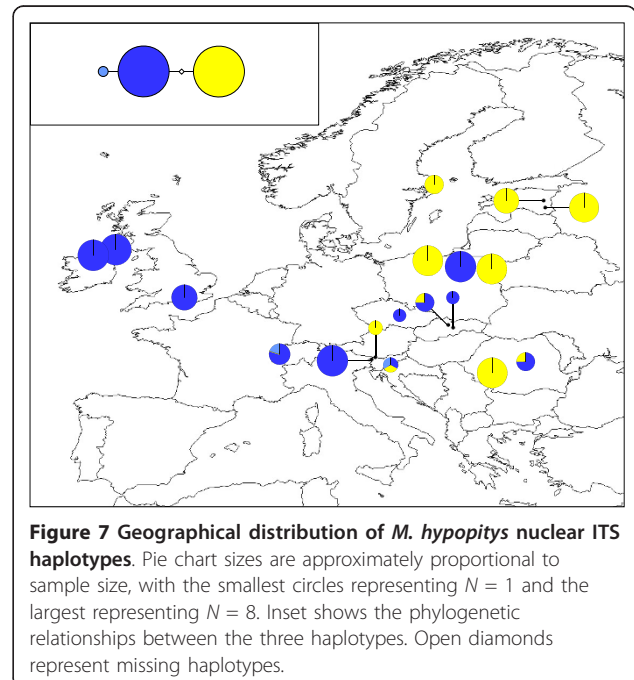 Figure 7 Geographical distribution of M. hypopitys nuclear ITS
haplotypes. Pie chart sizes are approximately proportional to
sample size, with the smallest circles representing N = 1 and the
largest representing N = 8. Inset shows the phylogenetic
relationships between the three haplotypes. Open diamonds
represent missing haplotypes.